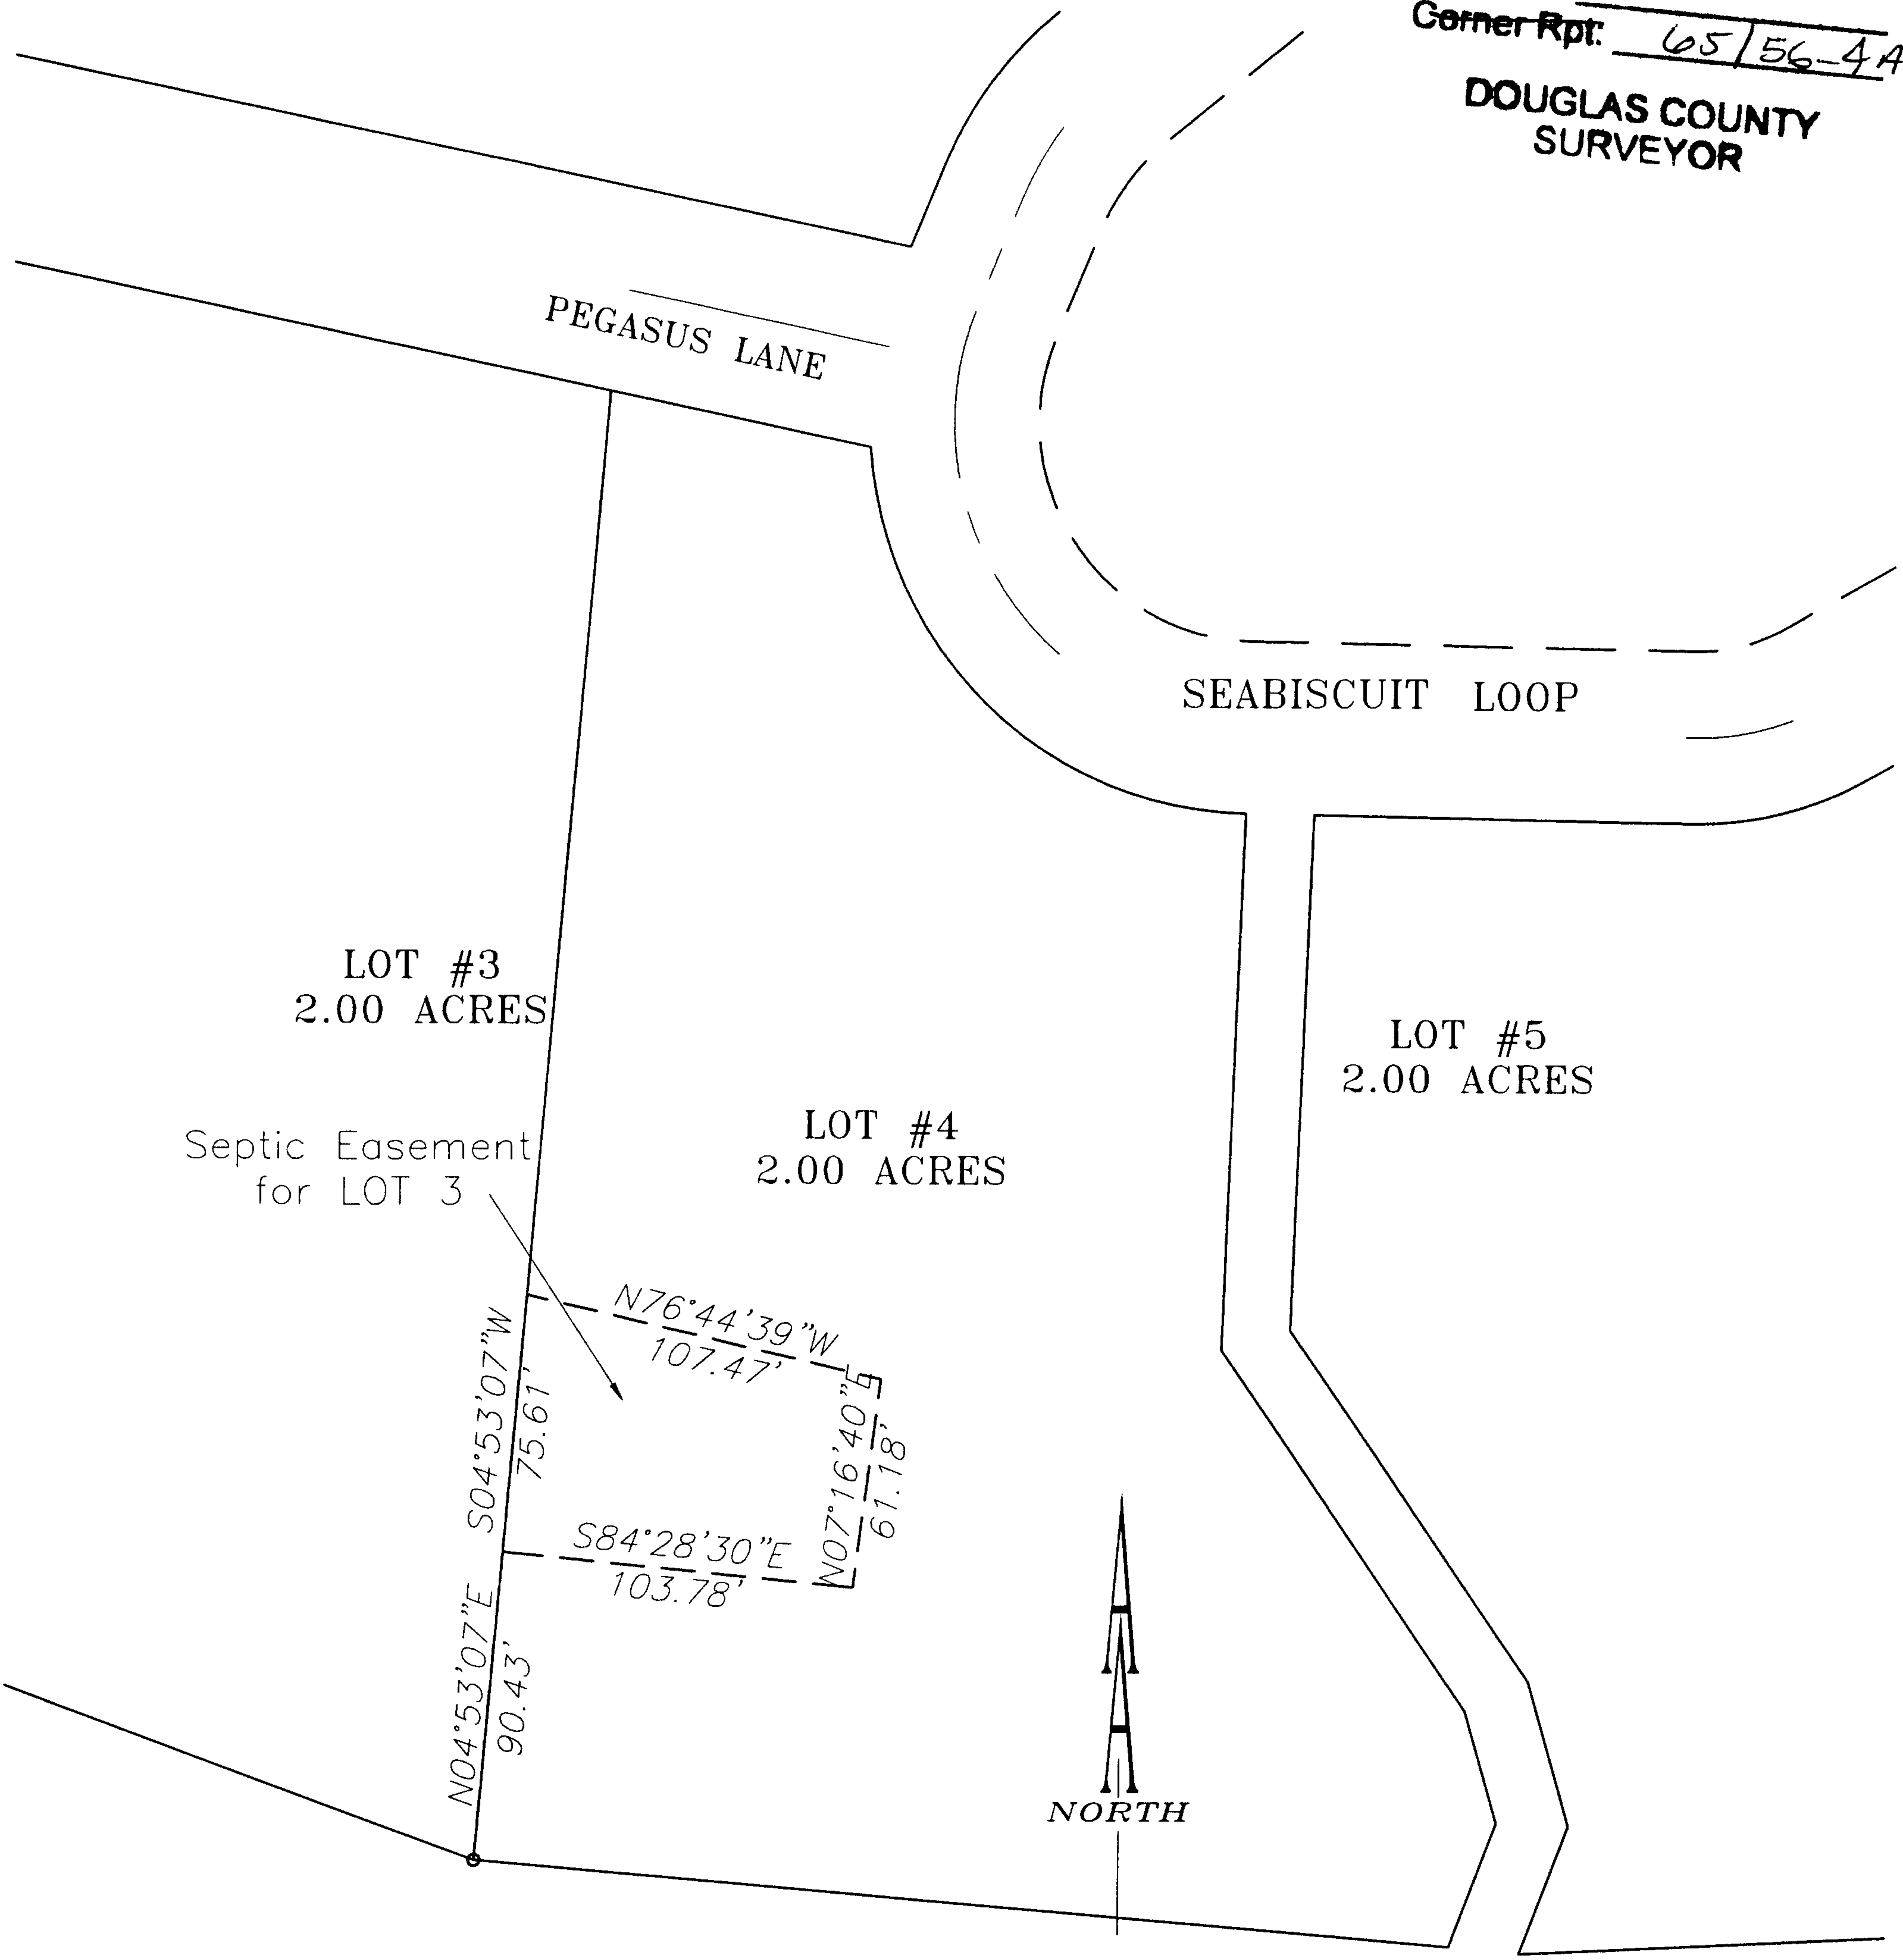 Corner Rpt: 65/56-4A
DOUGLAS COUNTY
SURVEYOR
PEGASUS LANE
SEABISCUIT LOOP
LOT #3
2.00 ACRES
LOT #5
2.00 ACRES
LOT #4
2.00 ACRES
Septic Easement
for LOT 3
N76°44'39"W
107.47'
S04°53'07"W
75.61'
N07°16'40"E
61.18'
S84°28'30"E
103.78'
N04°53'07"E
90.43'
NORTH